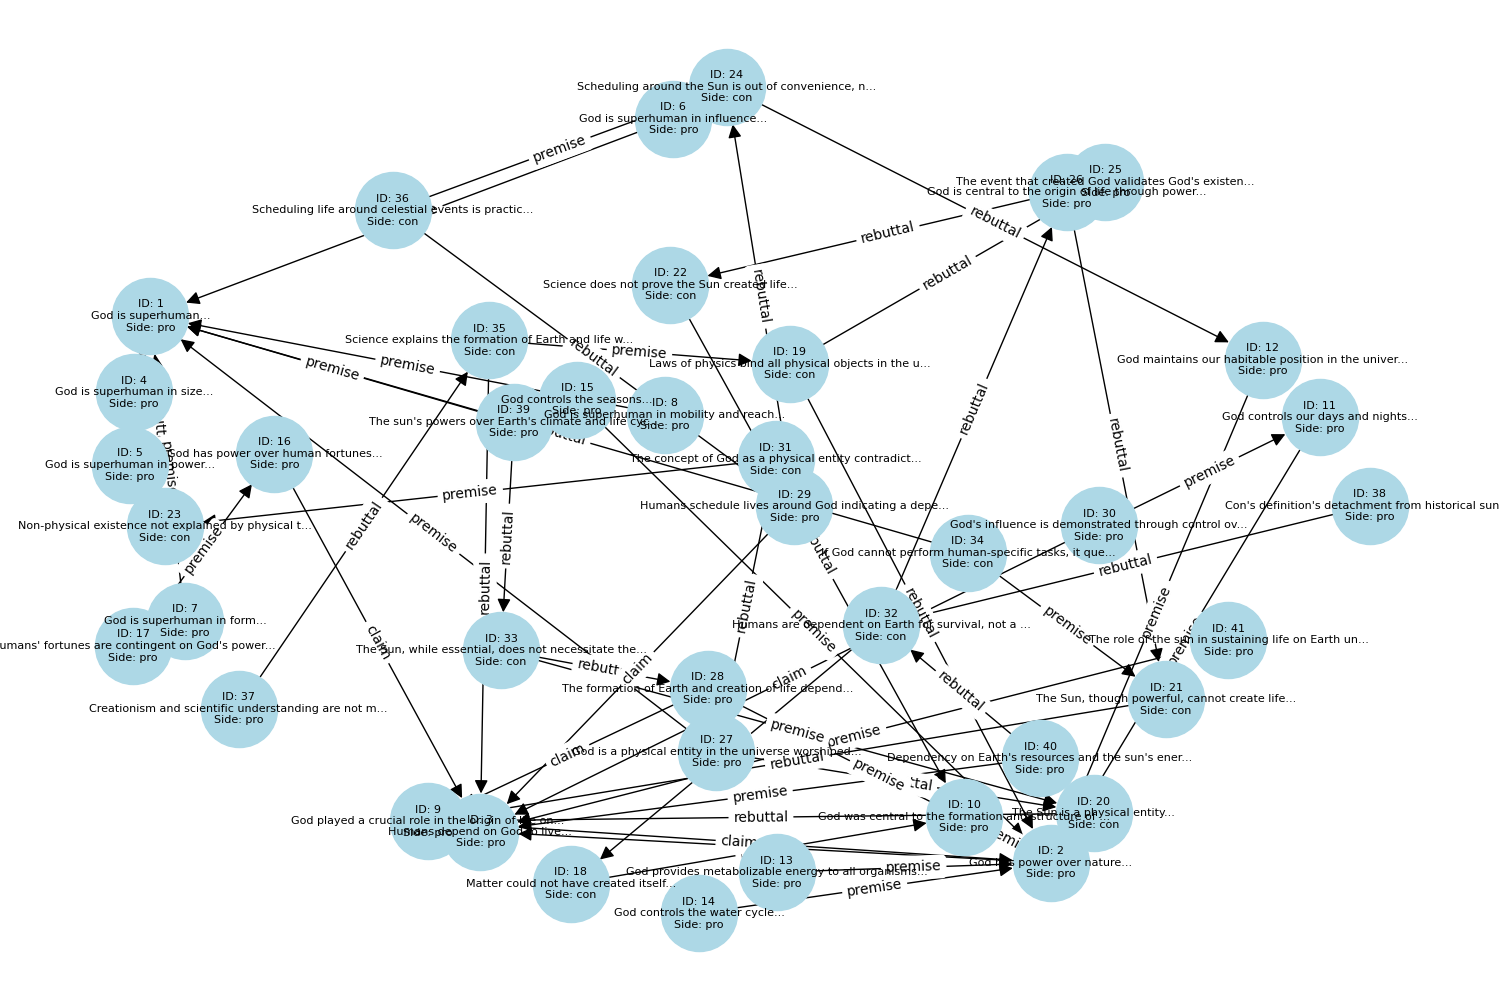 ID: 24
Scheduling around the Sun is out of convenience, n...
Side: con
ID: 6
God is superhuman in influence...
Side: pro
premise
ID: 25
The event that created God validates God's existen...
Side: pro
ID: 26
God is central to the origin of life through power...
Side: pro
ID: 36
Scheduling life around celestial events is practic...
Side: con
rebuttal
rebuttal
rebuttal
ID: 22
Science does not prove the Sun created life...
Side: con
rebuttal
ID: 1
God is superhuman...
Side: pro
ID: 35
Science explains the formation of Earth and life w...
Side: con
premise
rebuttal
ID: 19
Laws of physics bind all physical objects in the u...
Side: con
ID: 12
God maintains our habitable position in the univer...
Side: pro
premise
premise
ID: 4
God is superhuman in size...
Side: pro
ID: 15
God controls the seasons...
Side: pro
ID: 39
The sun's powers over Earth's climate and life cyc...
Side: pro
ID: 8
God is superhuman in mobility and reach...
Side: pro
rebuttal
ID: 11
God controls our days and nights...
Side: pro
ID: 16
God has power over human fortunes...
Side: pro
ID: 5
God is superhuman in power...
Side: pro
ID: 31
The concept of God as a physical entity contradict...
Side: con
rebuttal
premise
premise
ID: 29
Humans schedule lives around God indicating a depe...
Side: pro
ID: 38
Con's definition's detachment from historical sun
Side: pro
ID: 23
Non-physical existence not explained by physical t...
Side: con
rebuttal
premise
rebuttal
ID: 30
God's influence is demonstrated through control ov...
Side: pro
ID: 34
God cannot perform human-specific tasks, it que...
Side: con
premise
rebuttal
rebuttal
rebuttal
ID: 7
God is superhuman in form...
Side: pro
ID: 17
humans' fortunes are contingent on God's power...
Side: pro
claim
ID: 33
The sun, while essential, does not necessitate the...
Side: con
rebuttal
premise
rebuttal
ID: 32
Humans are dependent on Earth for survival, not a ...
Side: con
premise
premise
ID: 41
The role of the sun in sustaining life on Earth un...
Side: pro
ID: 37
Creationism and scientific understanding are not m...
Side: pro
claim
ID: 28
The formation of Earth and creation of life depend...
Side: pro
claim
rebuttal
ID: 21
The Sun, though powerful, cannot create life...
Side: con
claim
premise
premise
ID: 27
God is a physical entity in the universe worshiped...
Side: pro
rebuttal
premise
ID: 40
Dependency on Earth's resources and the sun's ener...
Side: pro
premise
ID: 9
God played a crucial role in the origin of life on...
Side: pro
ID: 3
Humans depend on God to live...
Side: pro
rebuttal
ID: 10
God was central to the formation and structure of...
Side: pro
ID: 20
The Sun is a physical entity...
Side: con
claim
ID: 2
God has power over nature...
Side: pro
ID: 18
Matter could not have created itself...
Side: con
ID: 13
God provides metabolizable energy to all organisms...
Side: pro
premise
premise
ID: 14
God controls the water cycle...
Side: pro